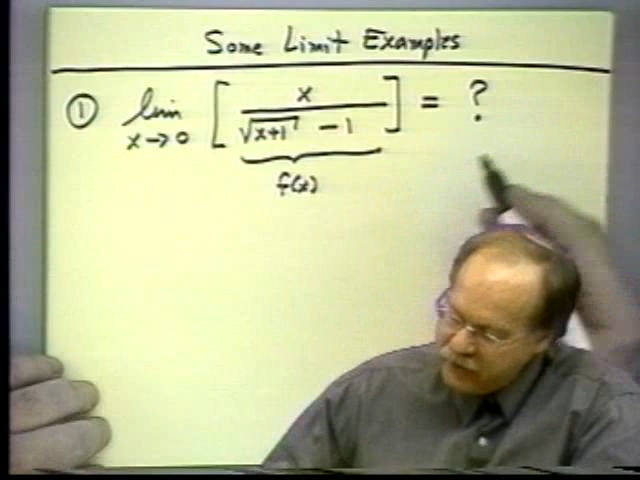 Some Limit Examples
① lim x→0 [ x / (√(x+1) - 1) ] = ?
f(x)